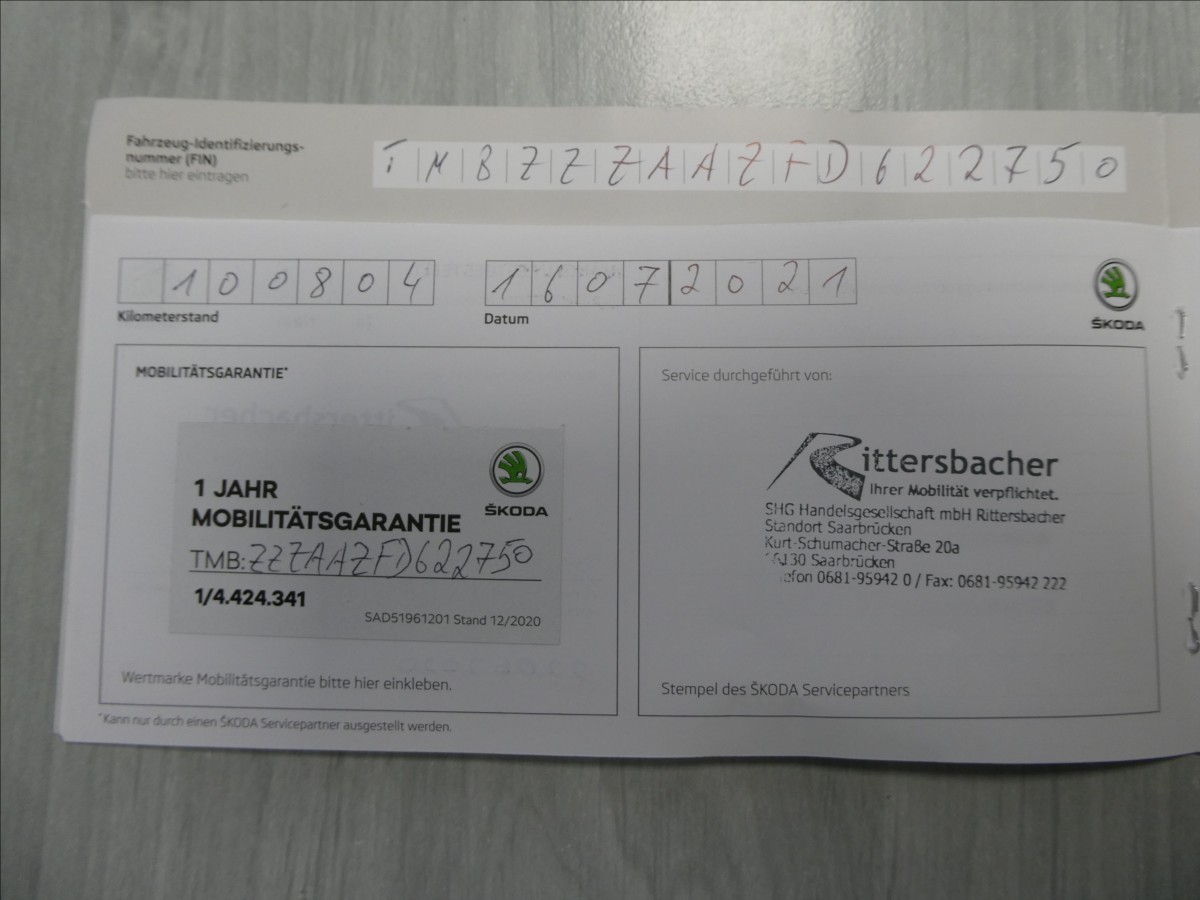 Fahrzeug-Identifizierungs-
nummer (FIN)
bitte hier eintragen
TMBZZZAAZFD622750
100804
Kilometerstand
16072021
Datum
ŠKODA
MOBILITÄTSGARANTIE*
1 JAHR
MOBILITÄTSGARANTIE
ŠKODA
TMB:ZZZAAZFD622750
1/4.424.341
SAD51961201 Stand 12/2020
Wertmarke Mobilitätsgarantie bitte hier einkleben.
*Kann nur durch einen ŠKODA Servicepartner ausgestellt werden.
Service durchgeführt von:
Rittersbacher
Ihrer Mobilität verpflichtet.
SHG Handelsgesellschaft mbH Rittersbacher
Standort Saarbrücken
Kurt-Schumacher-Straße 20a
Saarbrücken
0681-95942 0 / Fax: 0681-95942 222
Stempel des ŠKODA Servicepartners